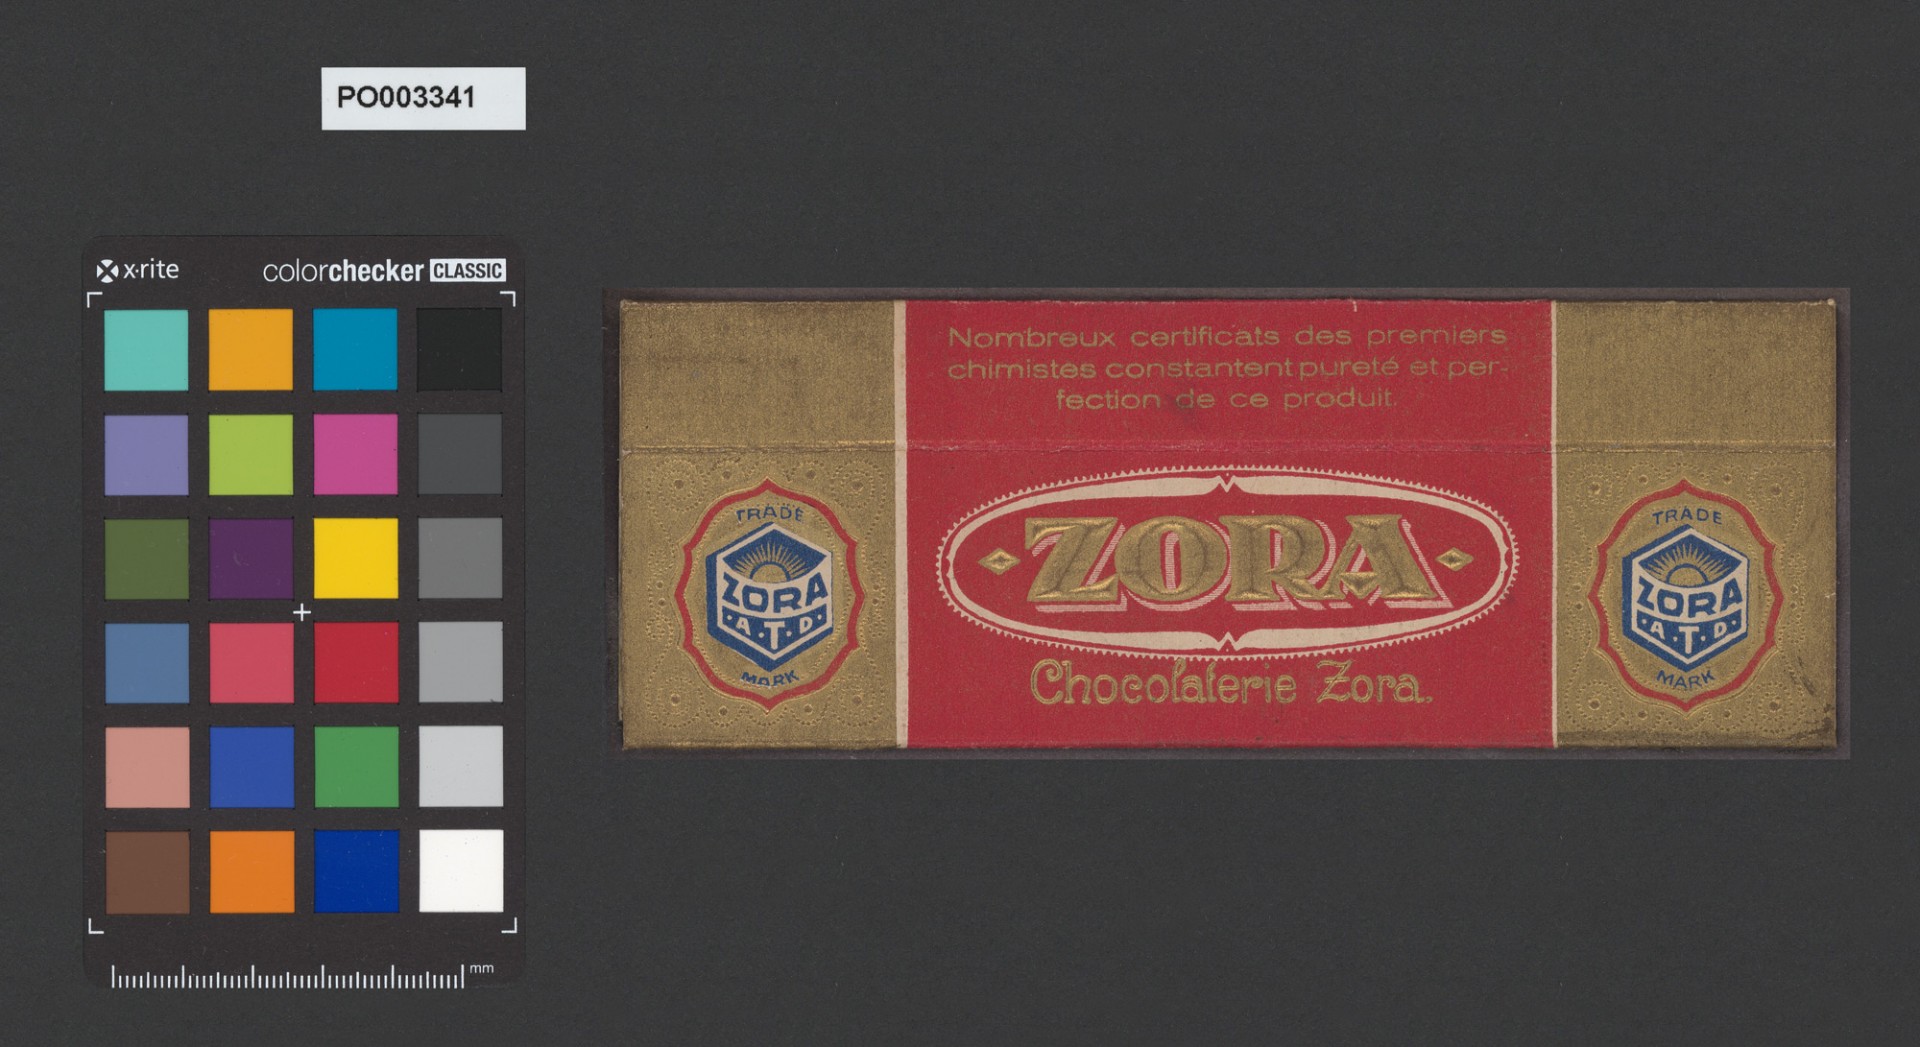 PO003341
x·rite
colorchecker CLASSIC
mm
Nombreux certificats des premiers
chimistes constatent pureté et per-
fection de ce produit.
TRADE
ZORA
A.T.D.
MARK
ZORA
Chocolaterie Zora.
TRADE
ZORA
A.T.D.
MARK